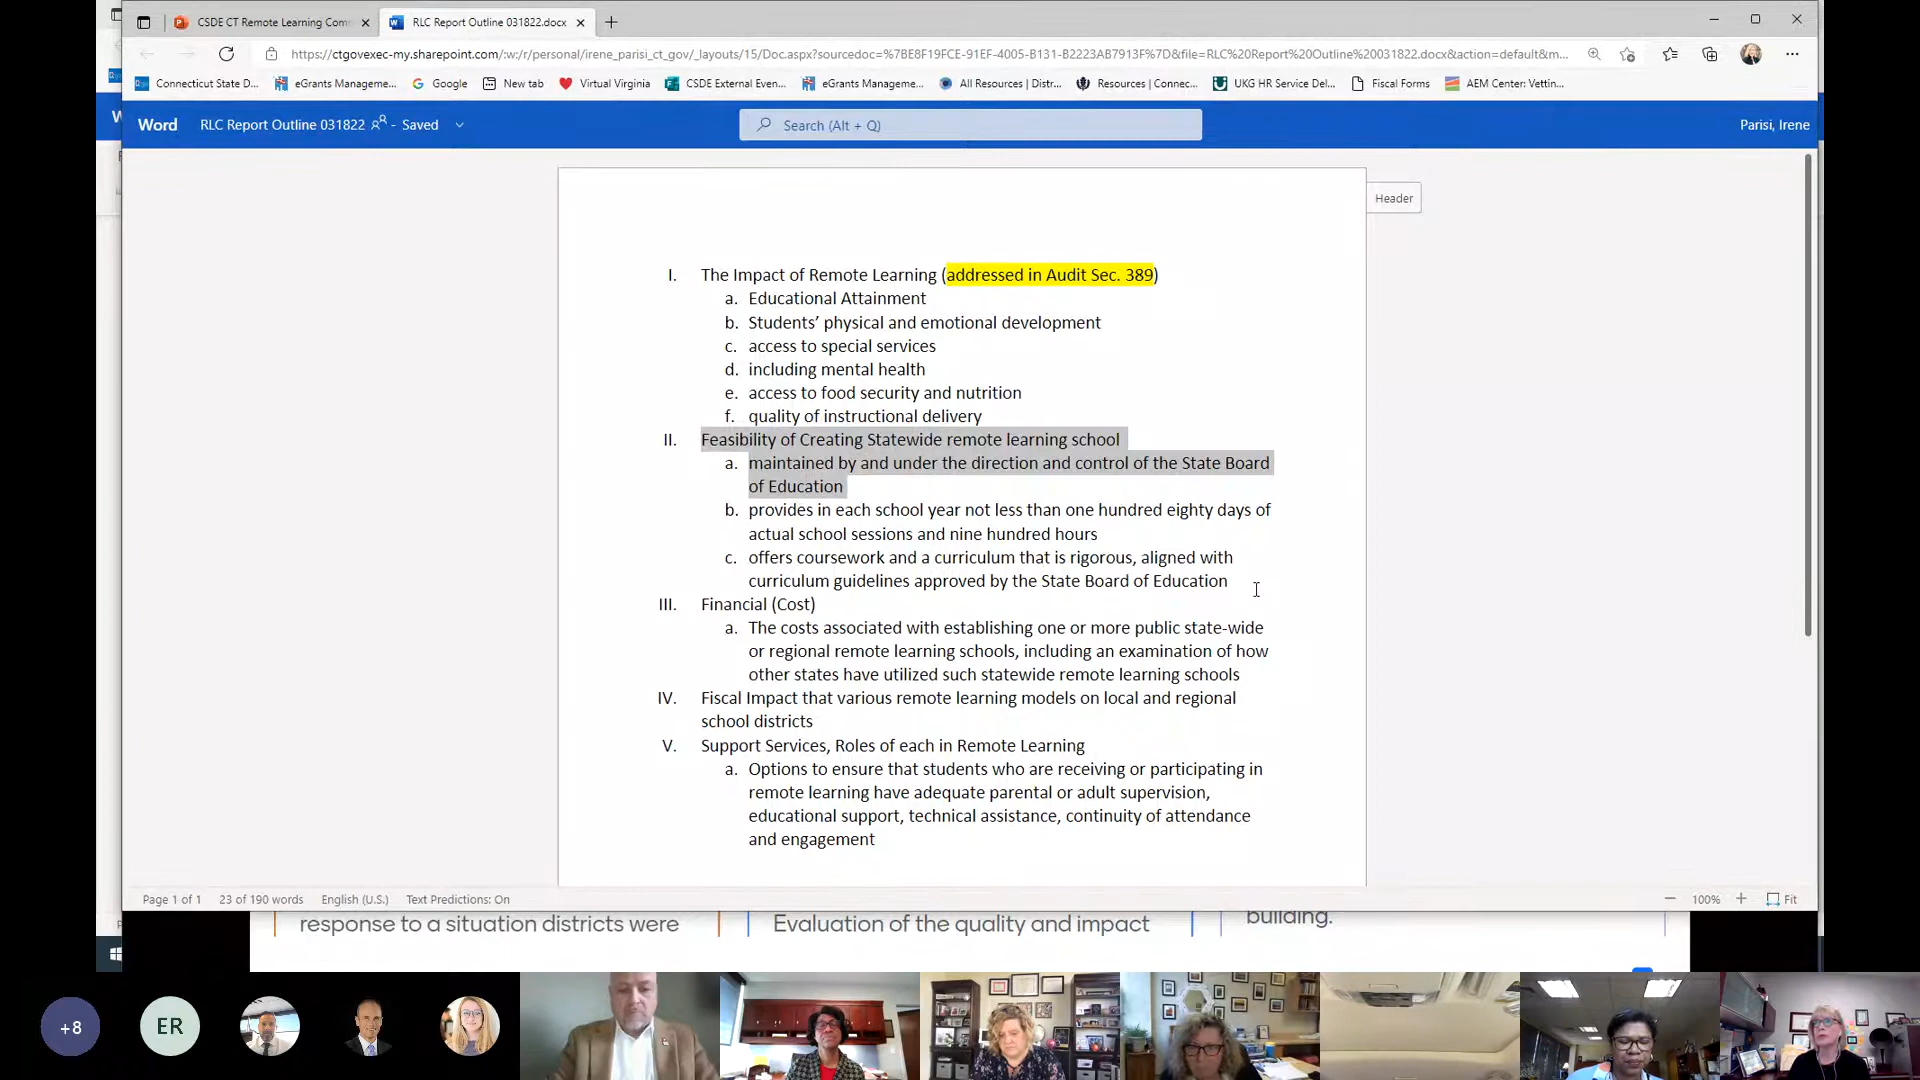 CSDE CT Remote Learning Com
RLC Report Outline 031822.docx
https://ctgovexec-my.sharepoint.com/:w:/r/personal/irene_parisi_ct_gov/_layouts/15/Doc.aspx?sourcedoc=%7BE8F19FCE-91EF-4005-B131-B2223AB7913F%7D&file=RLC%20Report%20Outline%20031822.docx&action=default&m...
Connecticut State D...
eGrants Manageme...
Google
New tab
Virtual Virginia
CSDE External Even...
eGrants Manageme...
All Resources | Distr...
Resources | Connec...
UKG HR Service Del...
Fiscal Forms
AEM Center: Vettin...
Word
RLC Report Outline 031822 - Saved
Search (Alt + Q)
Parisi, Irene
Header
I. The Impact of Remote Learning (addressed in Audit Sec. 389)
a. Educational Attainment
b. Students’ physical and emotional development
c. access to special services
d. including mental health
e. access to food security and nutrition
f. quality of instructional delivery
II. Feasibility of Creating Statewide remote learning school
a. maintained by and under the direction and control of the State Board
of Education
b. provides in each school year not less than one hundred eighty days of
actual school sessions and nine hundred hours
c. offers coursework and a curriculum that is rigorous, aligned with
curriculum guidelines approved by the State Board of Education
III. Financial (Cost)
a. The costs associated with establishing one or more public state-wide
or regional remote learning schools, including an examination of how
other states have utilized such statewide remote learning schools
IV. Fiscal Impact that various remote learning models on local and regional
school districts
V. Support Services, Roles of each in Remote Learning
a. Options to ensure that students who are receiving or participating in
remote learning have adequate parental or adult supervision,
educational support, technical assistance, continuity of attendance
and engagement
Page 1 of 1
23 of 190 words
English (U.S.)
Text Predictions: On
100%
Fit
response to a situation districts were
Evaluation of the quality and impact
building.
+8
ER